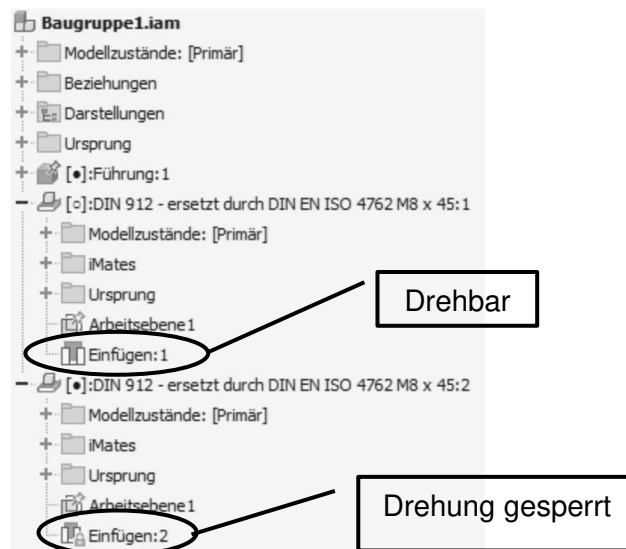 Baugruppe1.iam
Modellzustände: [Primär]
Beziehungen
Darstellungen
Ursprung
[●]:Führung:1
[○]:DIN 912 - ersetzt durch DIN EN ISO 4762 M8 x 45:1
Modellzustände: [Primär]
iMates
Ursprung
Drehbar
Arbeitsebene1
Einfügen:1
[●]:DIN 912 - ersetzt durch DIN EN ISO 4762 M8 x 45:2
Modellzustände: [Primär]
iMates
Ursprung
Drehung gesperrt
Arbeitsebene1
Einfügen:2